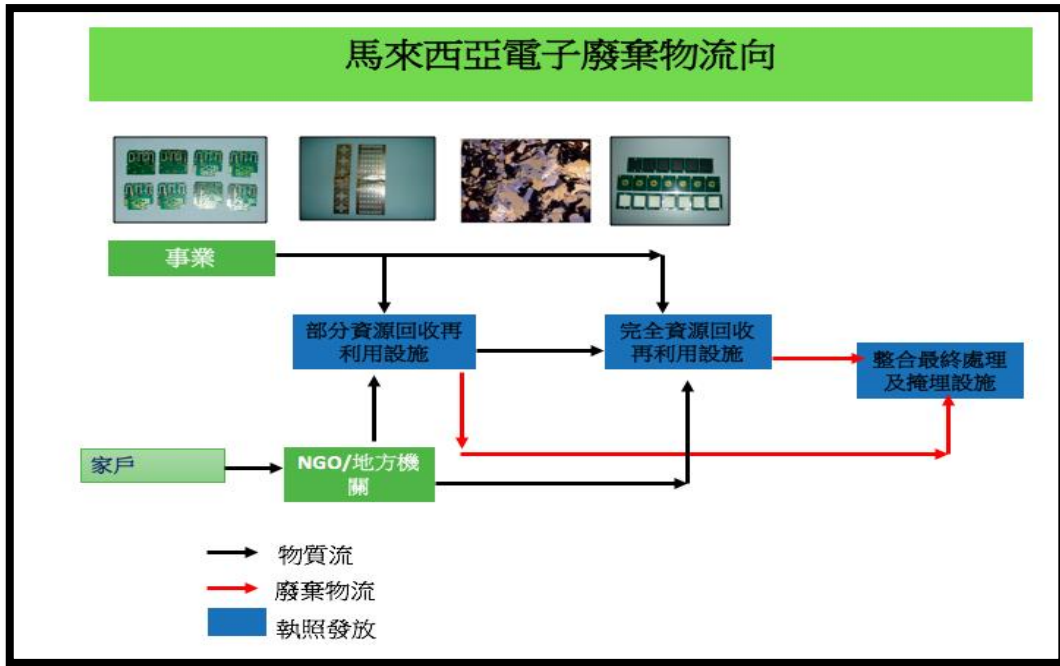 馬來西亞電子廢棄物流向
事業
部分資源回收再
利用設施
完全資源回收
再利用設施
整合最終處理
及掩埋設施
家戶
NGO/地方機
關
物質流
廢棄物流
執照發放